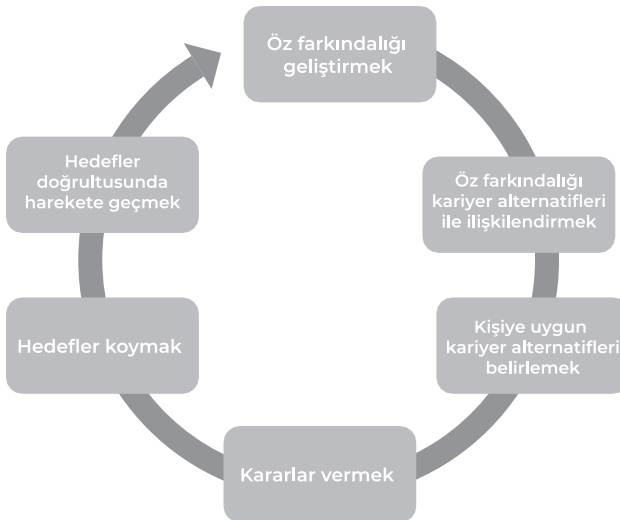 Öz farkındalığı
geliştirmek
Öz farkındalığı
kariyer alternatifleri
ile ilişkilendirmek
Kişiye uygun
kariyer alternatifleri
belirlemek
Kararlar vermek
Hedefler koymak
Hedefler
doğrultusunda
harekete geçmek